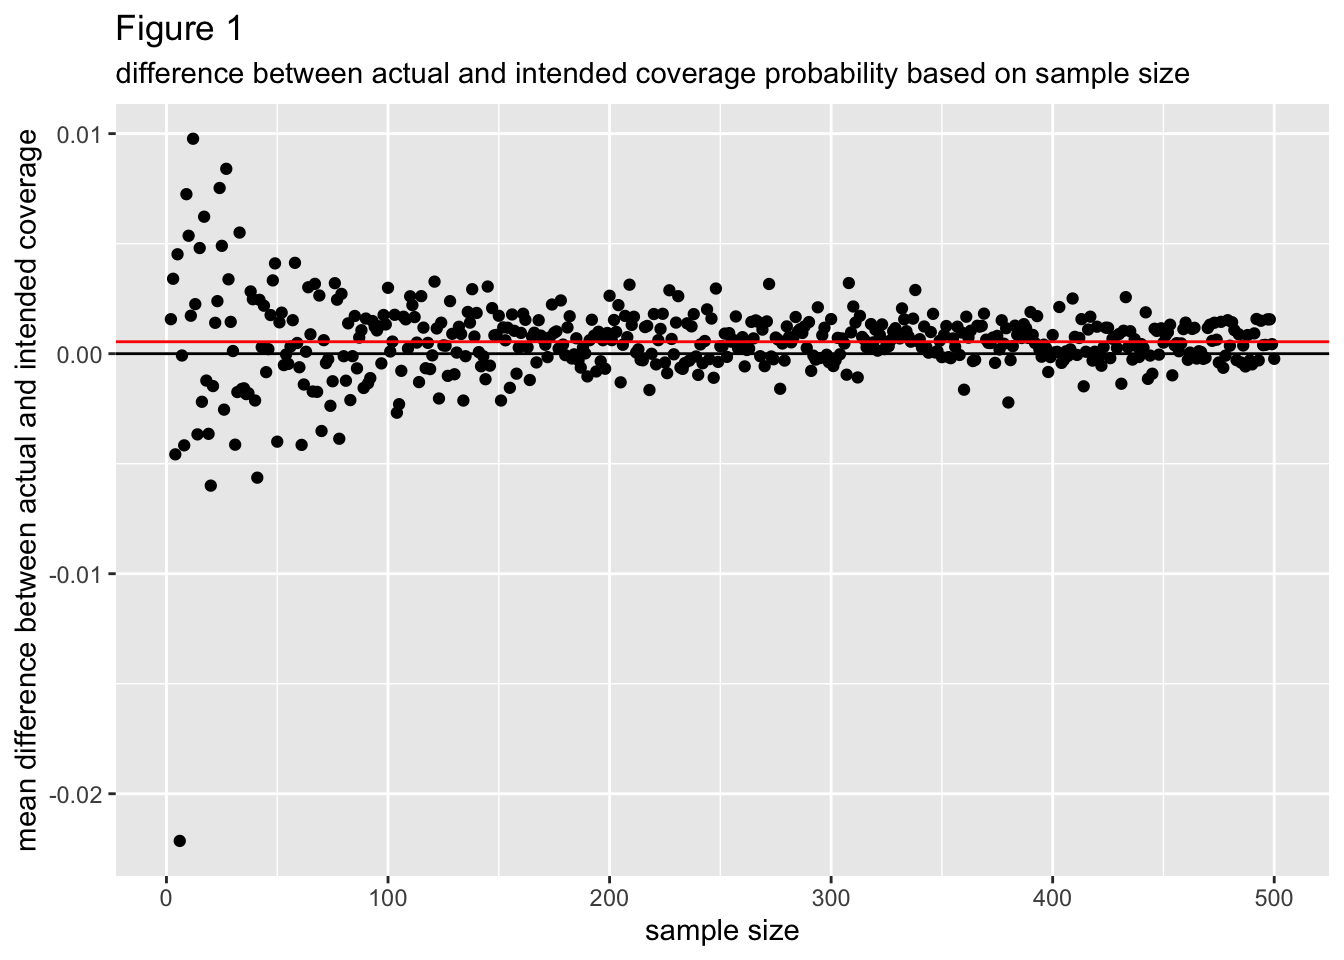 Figure 1
difference between actual and intended coverage probability based on sample size
mean difference between actual and intended coverage
0.01
0.00
-0.01
-0.02
0
100
200
300
400
500
sample size